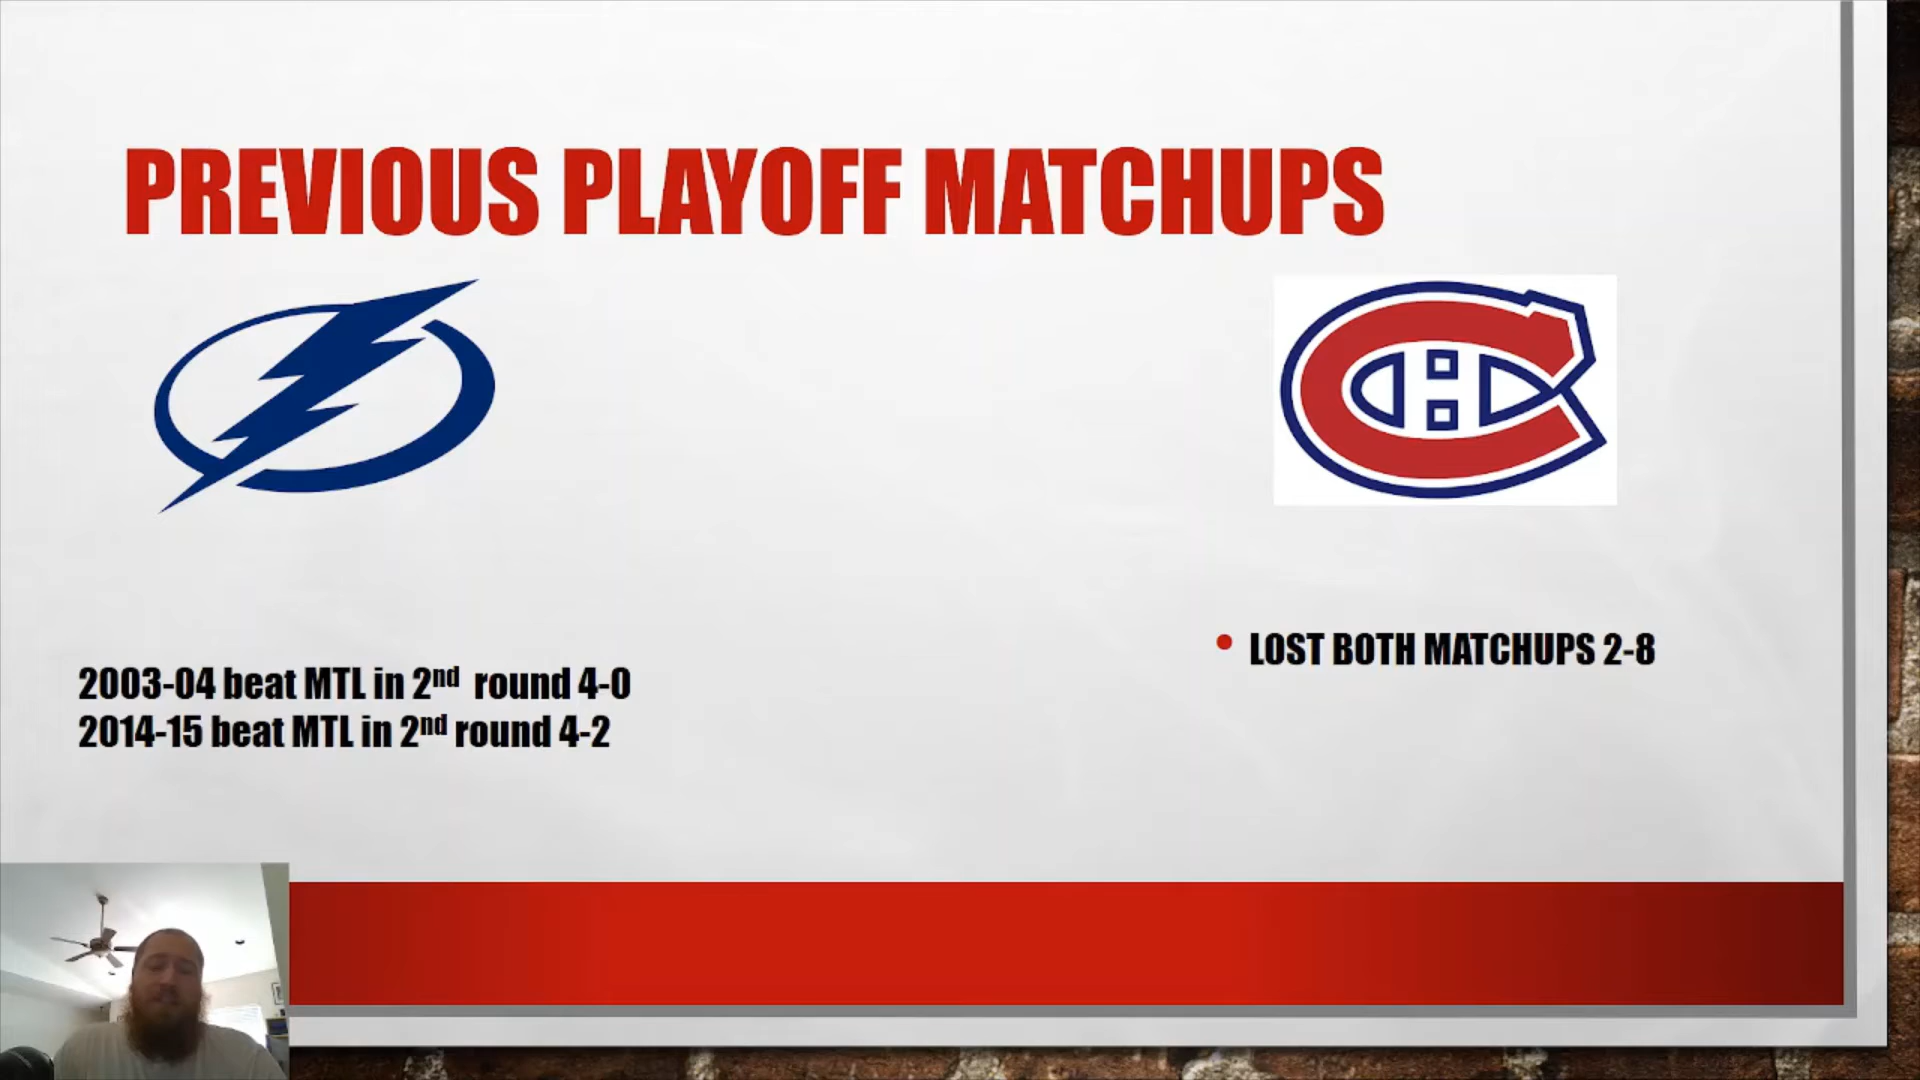 PREVIOUS PLAYOFF MATCHUPS
2003-04 beat MTL in 2nd round 4-0
2014-15 beat MTL in 2nd round 4-2
• LOST BOTH MATCHUPS 2-8